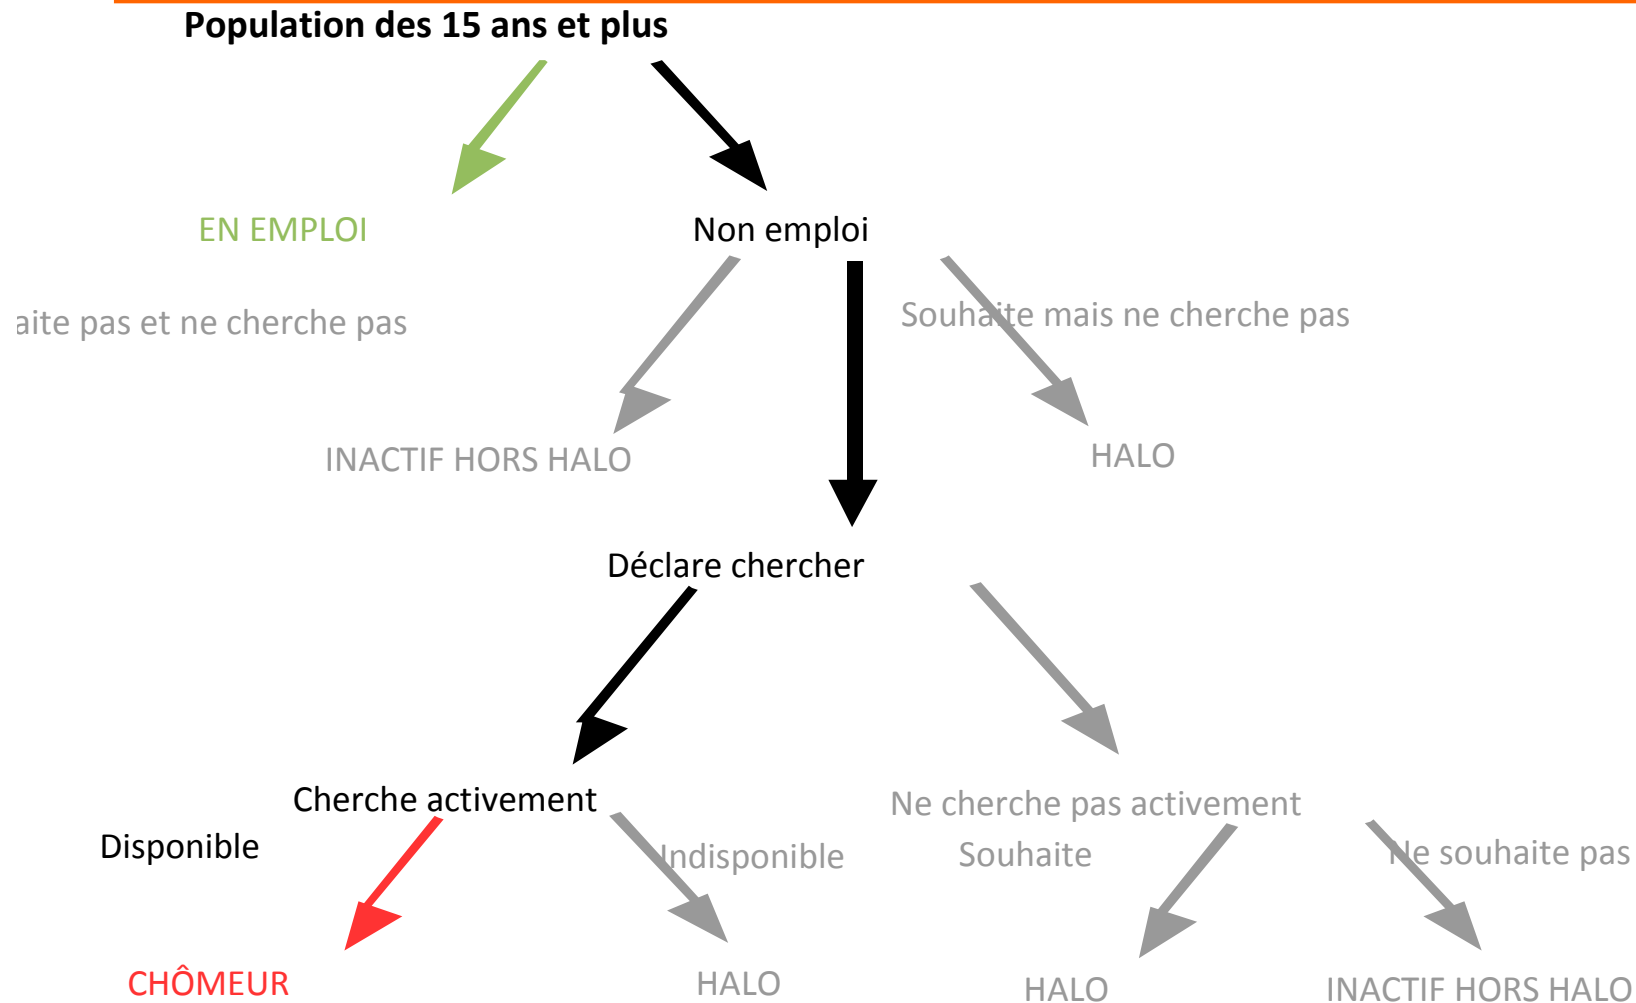 Population des 15 ans et plus
EN EMPLOI
Non emploi
pas et ne cherche pas
Souhaite mais ne cherche pas
INACTIF HORS HALO
HALO
Déclare chercher
Cherche activement
Ne cherche pas activement
Disponible
Indisponible
Souhaite
Ne souhaite pas
CHÔMEUR
HALO
HALO
INACTIF HORS HALO